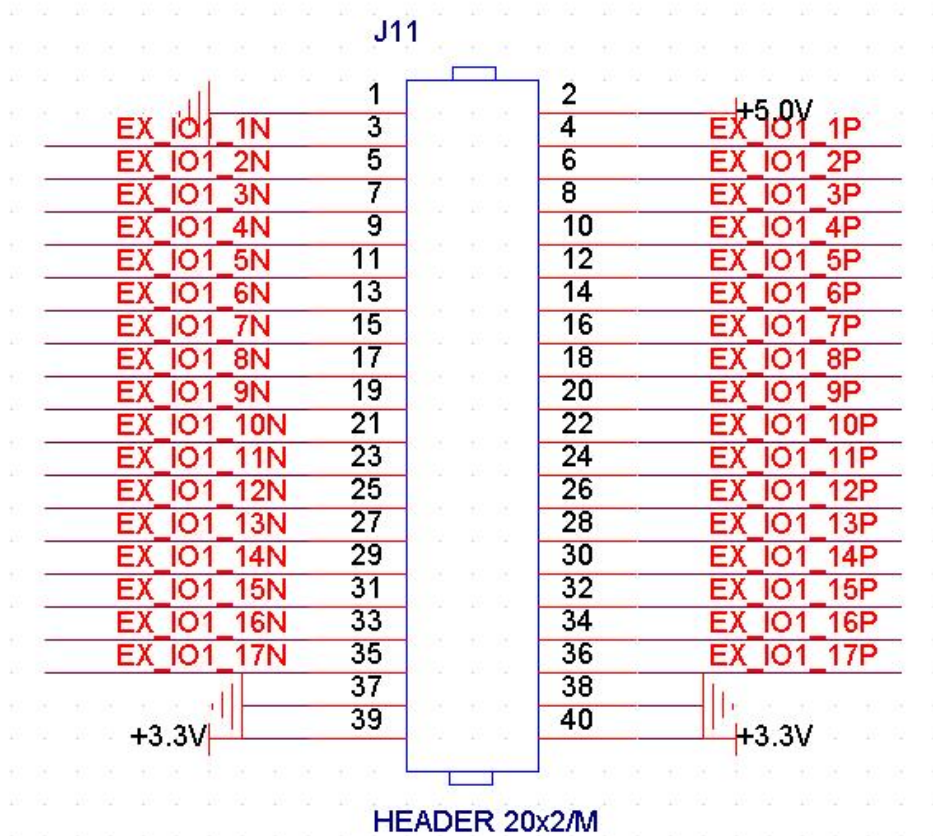 J11
1 2
+5.0V
EX_IO1_1N 3 4 EX_IO1_1P
EX_IO1_2N 5 6 EX_IO1_2P
EX_IO1_3N 7 8 EX_IO1_3P
EX_IO1_4N 9 10 EX_IO1_4P
EX_IO1_5N 11 12 EX_IO1_5P
EX_IO1_6N 13 14 EX_IO1_6P
EX_IO1_7N 15 16 EX_IO1_7P
EX_IO1_8N 17 18 EX_IO1_8P
EX_IO1_9N 19 20 EX_IO1_9P
EX_IO1_10N 21 22 EX_IO1_10P
EX_IO1_11N 23 24 EX_IO1_11P
EX_IO1_12N 25 26 EX_IO1_12P
EX_IO1_13N 27 28 EX_IO1_13P
EX_IO1_14N 29 30 EX_IO1_14P
EX_IO1_15N 31 32 EX_IO1_15P
EX_IO1_16N 33 34 EX_IO1_16P
EX_IO1_17N 35 36 EX_IO1_17P
37 38
+3.3V 39 40 +3.3V
HEADER 20x2/M